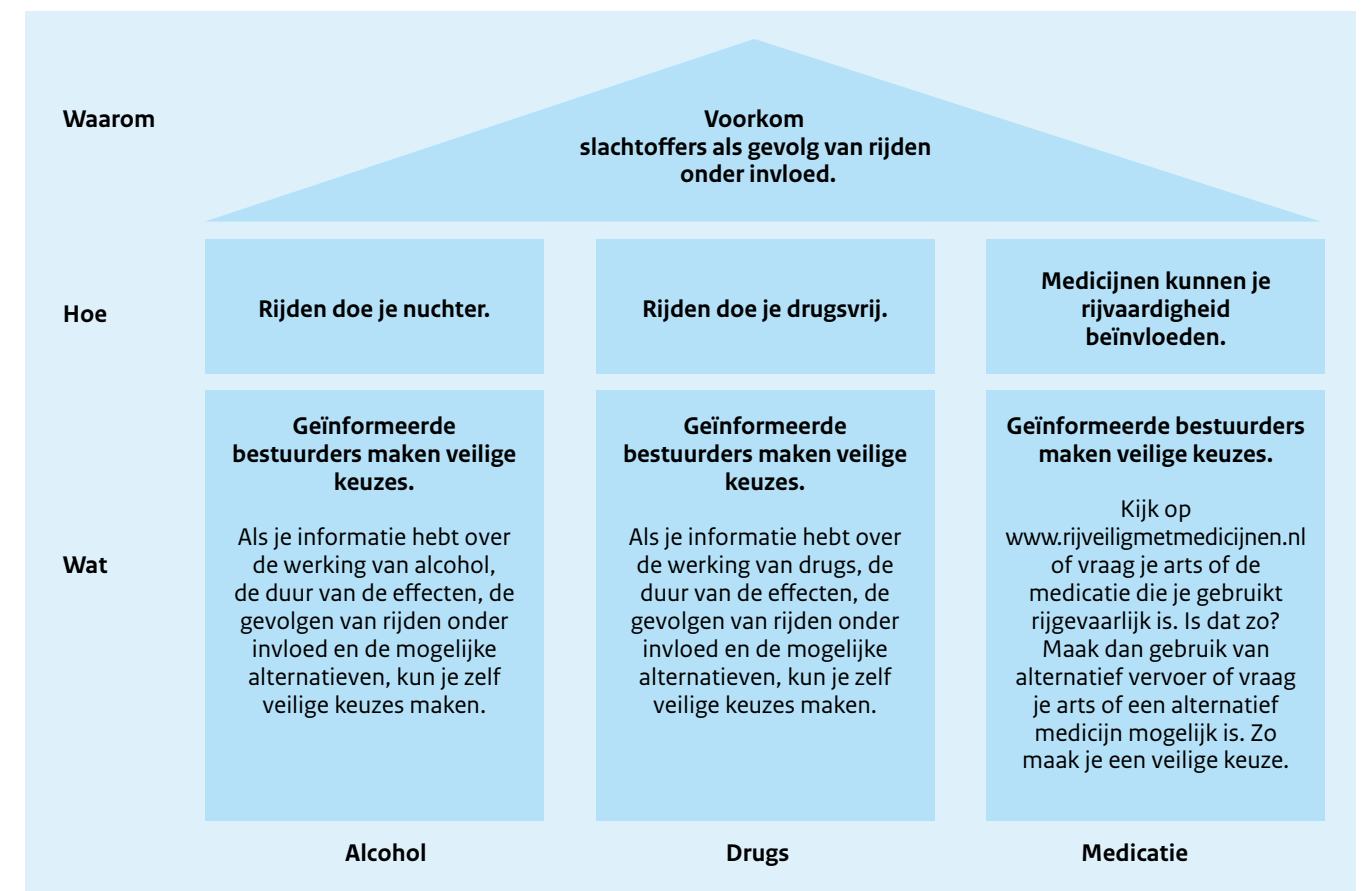 Waarom
Voorkom
slachtoffers als gevolg van rijden
onder invloed.
Hoe
Rijden doe je nuchter.
Rijden doe je drugsvrij.
Medicijnen kunnen je
rijvaardigheid
beïnvloeden.
Wat
Geïnformeerde
bestuurders maken veilige
keuzes.
Als je informatie hebt over
de werking van alcohol,
de duur van de effecten, de
gevolgen van rijden onder
invloed en de mogelijke
alternatieven, kun je zelf
veilige keuzes maken.
Geïnformeerde
bestuurders maken veilige
keuzes.
Als je informatie hebt over
de werking van drugs, de
duur van de effecten, de
gevolgen van rijden onder
invloed en de mogelijke
alternatieven, kun je zelf
veilige keuzes maken.
Geïnformeerde bestuurders
maken veilige keuzes.
Kijk op
www.rijveiligmetmedicijnen.nl
of vraag je arts of de
medicatie die je gebruikt
rijgevaarlijk is. Is dat zo?
Maak dan gebruik van
alternatief vervoer of vraag
je arts of een alternatief
medicijn mogelijk is. Zo
maak je een veilige keuze.
Alcohol
Drugs
Medicatie